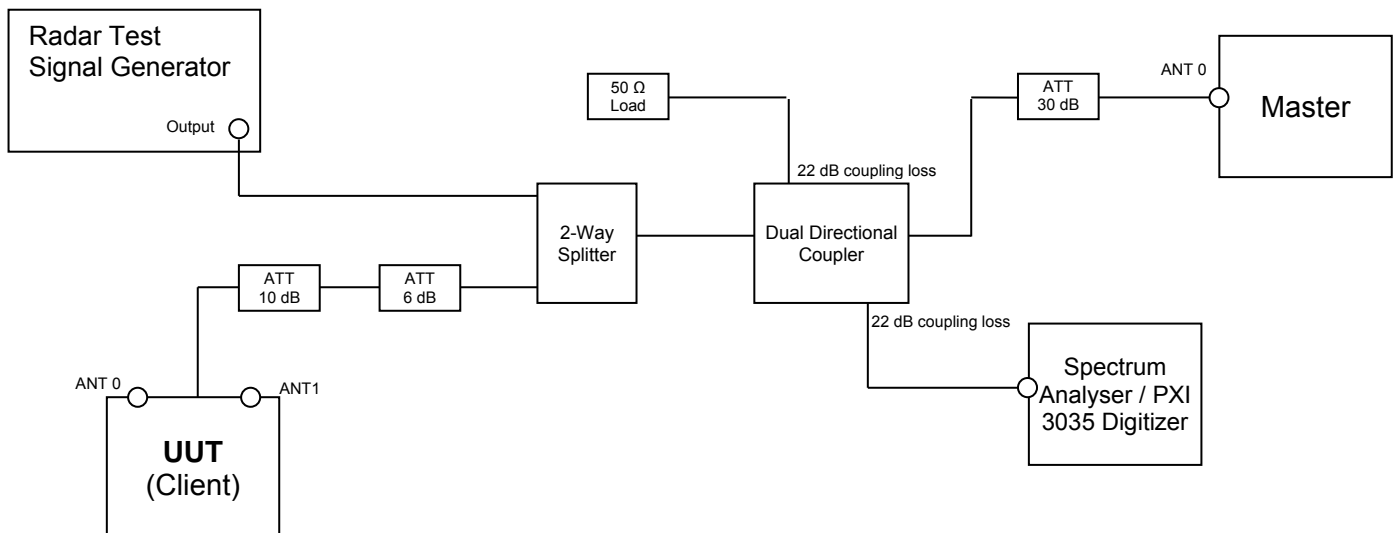 Radar Test
Signal Generator
Output
50 Ω
Load
ATT
30 dB
ANT 0
Master
22 dB coupling loss
2-Way
Splitter
Dual Directional
Coupler
ATT
10 dB
ATT
6 dB
22 dB coupling loss
Spectrum
Analyser / PXI
3035 Digitizer
ANT 0
ANT1
UUT
(Client)